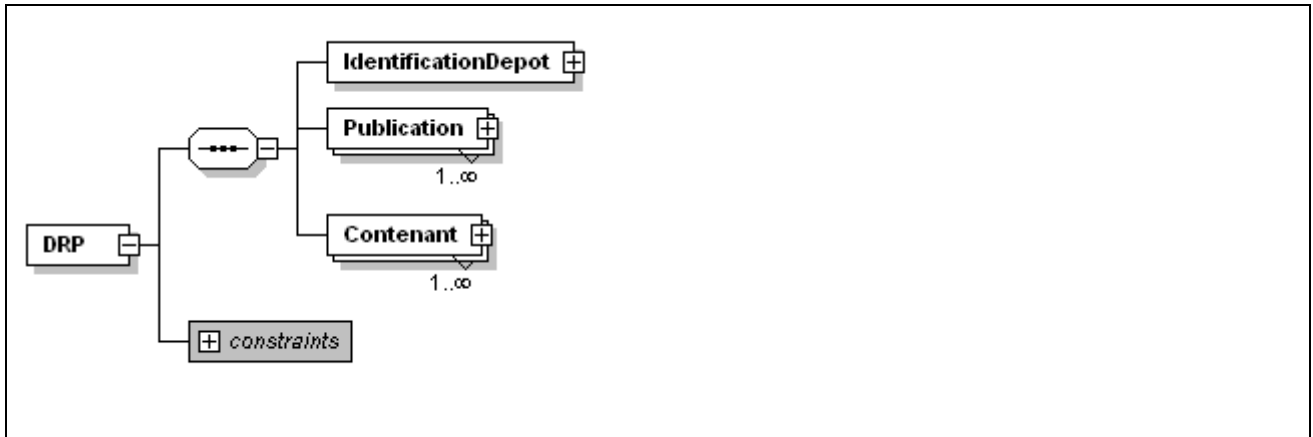 IdentificationDepot
Publication
1..∞
DRP
Contenant
1..∞
constraints